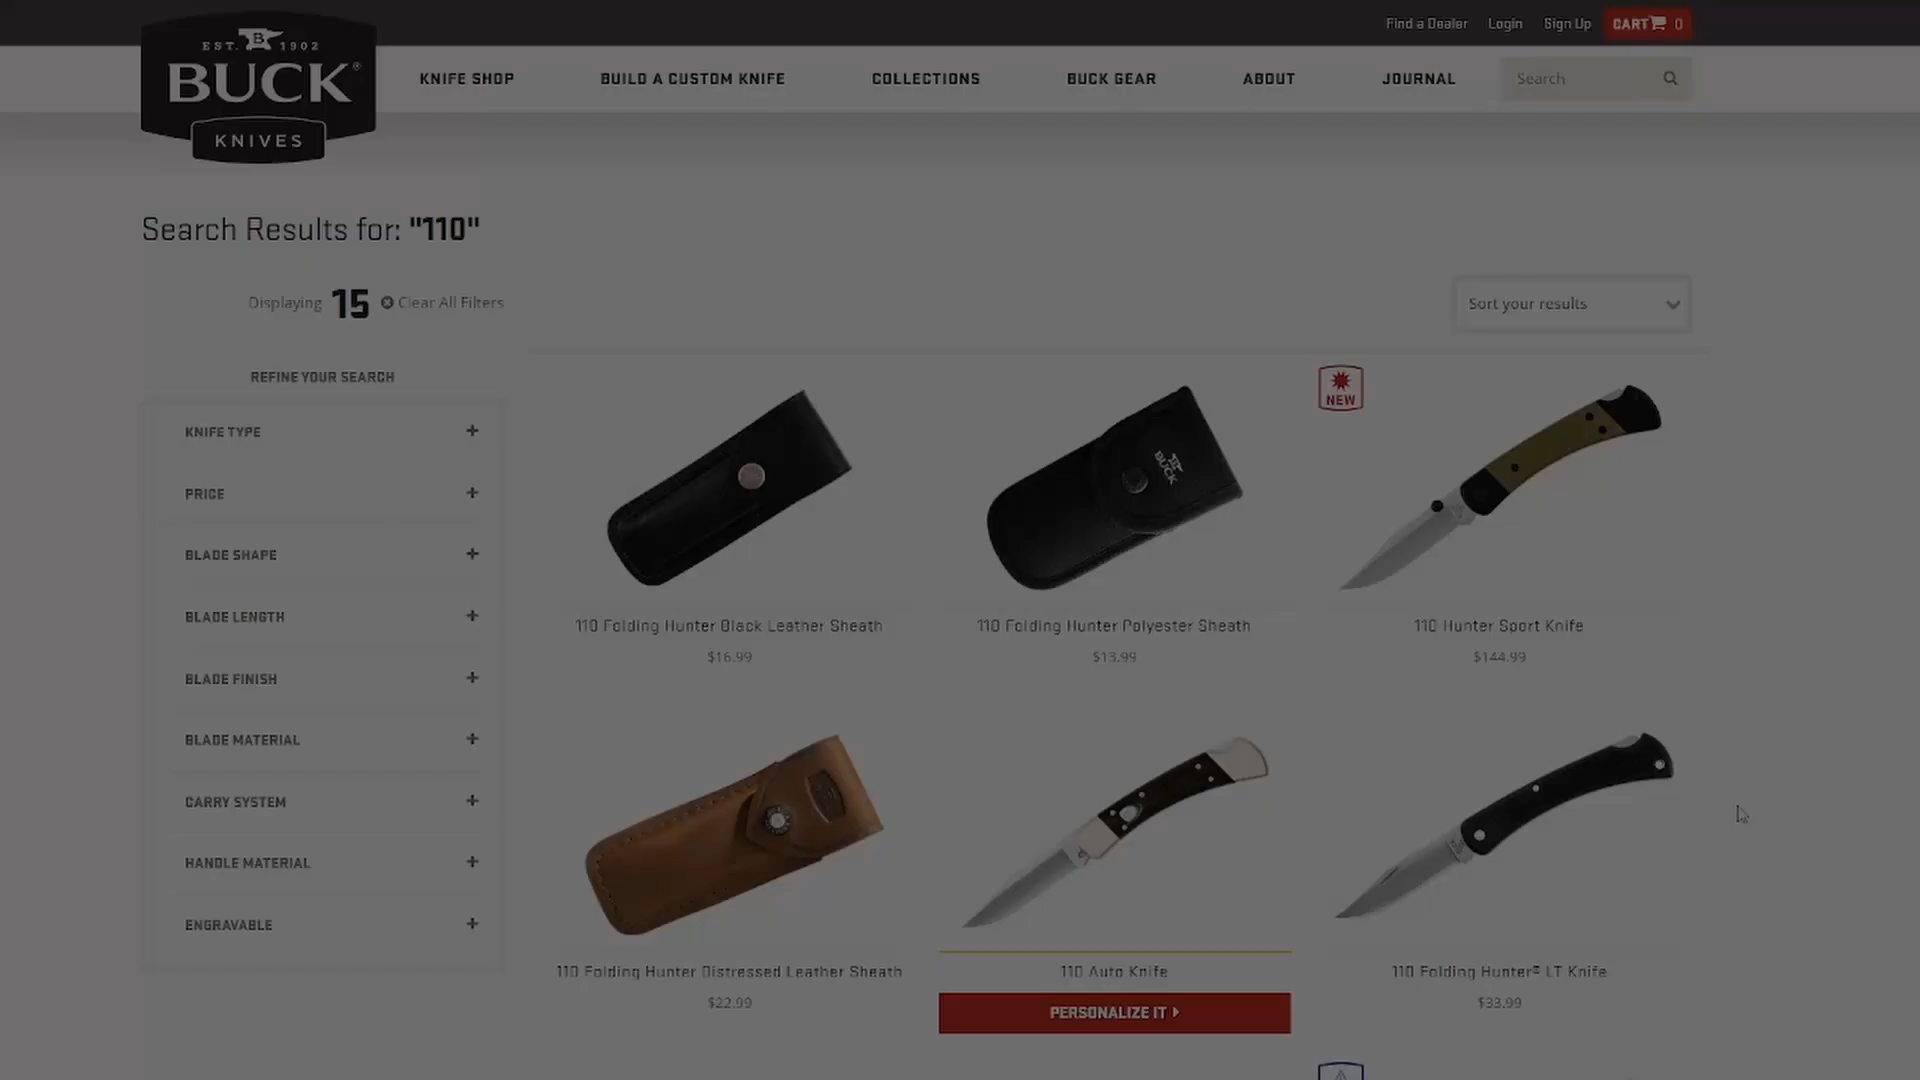 Find a Dealer
Login
Sign Up
CART 0
EST. B 1902
BUCK®
KNIVES
KNIFE SHOP
BUILD A CUSTOM KNIFE
COLLECTIONS
BUCK GEAR
ABOUT
JOURNAL
Search
Search Results for: "110"
Displaying 15 Clear All Filters
Sort your results
REFINE YOUR SEARCH
KNIFE TYPE +
PRICE +
BLADE SHAPE +
BLADE LENGTH +
BLADE FINISH +
BLADE MATERIAL +
CARRY SYSTEM +
HANDLE MATERIAL +
ENGRAVABLE +
BUCK
NEW
110 Folding Hunter Black Leather Sheath
$16.99
110 Folding Hunter Polyester Sheath
$13.99
110 Hunter Sport Knife
$144.99
110 Folding Hunter Distressed Leather Sheath
$22.99
110 Auto Knife
PERSONALIZE IT
110 Folding Hunter® LT Knife
$33.99